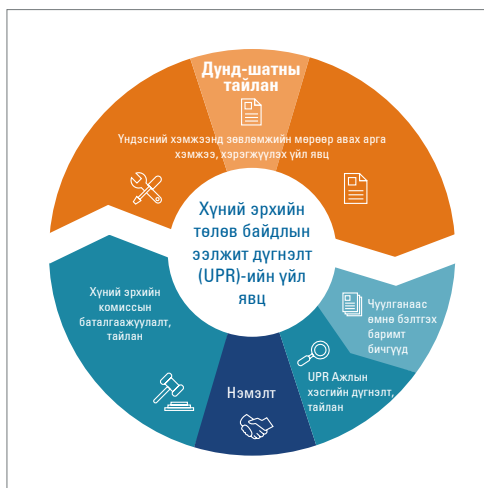 Дунд-шатны
тайлан
Үндэсний хэмжээнд зөвлөмжийн мөрөөр авах арга
хэмжээ, хэрэгжүүлэх үйл явц
Хүний эрхийн
төлөв байдлын
ээлжит дүгнэлт
(UPR)-ийн үйл
явц
Чуулганаас
өмнө бэлтгэх
баримт
бичгүүд
UPR Ажлын
хэсгийн дүгнэлт,
тайлан
Нэмэлт
Хүний эрхийн
комиссын
баталгаажуулалт,
тайлан